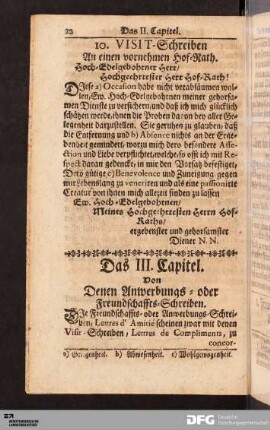 22 Das II. Capitel.
10. VISIT-Schreiben
An einen vornehmen Hof-Rath.
Hoch-Edelgebohrner Herr/
Hochgeehrtester Herr Hof-Rath!
Diese a) Occasion habe nicht verabsäumen wol-
len, Ew. Hoch-Edelgebohrnen meiner gehorsa-
men Dienste zu versichern, und daß ich mich glücklich
schätzen werde, ihnen die Proben davon bey aller Ge-
legenheit darzustellen. Sie geruhen zu glauben, daß
die Entfernung und b) Absence nichts an der Erge-
benheit gemindert, worzu mich dero besondere Affe-
ction und Liebe verpflichtet, welche, so offt ich mit Re-
spect daran gedencke, in mir den Vorsatz befestiget,
Dero gütige c) Benevolence und Zuneigung gegen
mir Lebenslang zu veneriren und als eine passionirte
Creatur von ihnen mich allezeit finden zu lassen
Ew. Hoch-Edelgebohrnen/
Meines Hochgeehrtesten Herrn Hof-
Raths/
ergebenster und gehorsamster
Diener N. N.
Das III. Capitel.
Von
Denen Anwerbungs- oder
Freundschaffts-Schreiben.
Die Freundschaffts- oder Anwerbungs-Schrei-
ben, Lettres d' Amitié scheinen zwar mit denen
Visit-Schreiben, Lettres de Compliments, zu
concor-
a) Gelegenheit. b) Abwesenheit. c) Wohlgewogenheit.
DFG Deutsche
Forschungsgemeinschaft